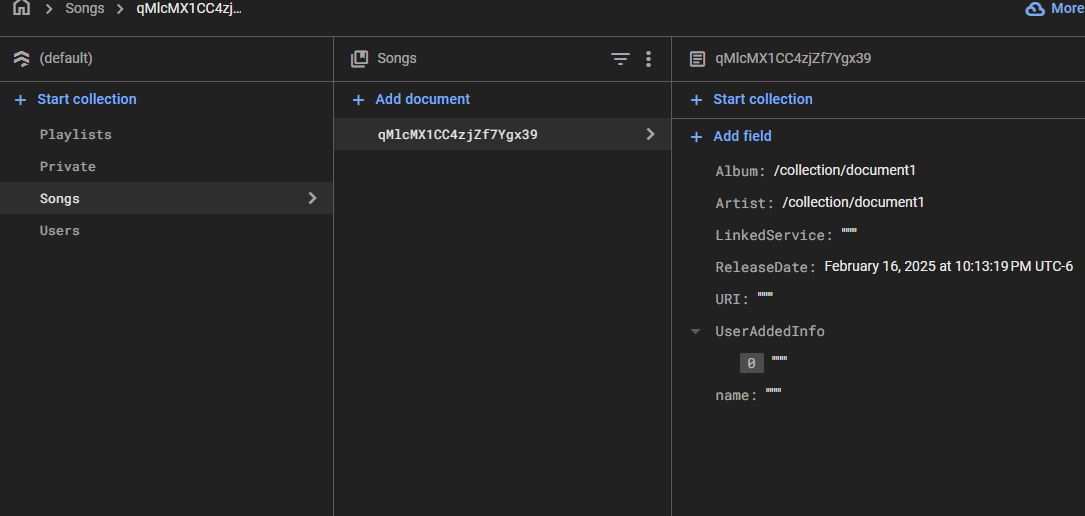 Songs qMlcMX1CC4zj... More
(default)
Start collection
Playlists
Private
Songs
Users
Songs
Add document
qMlcMX1CC4zjZf7Ygx39
qMlcMX1CC4zjZf7Ygx39
Start collection
Add field
Album: /collection/document1
Artist: /collection/document1
LinkedService: """"
ReleaseDate: February 16, 2025 at 10:13:19 PM UTC-6
URI: """"
UserAddedInfo
0 """"
name: """"